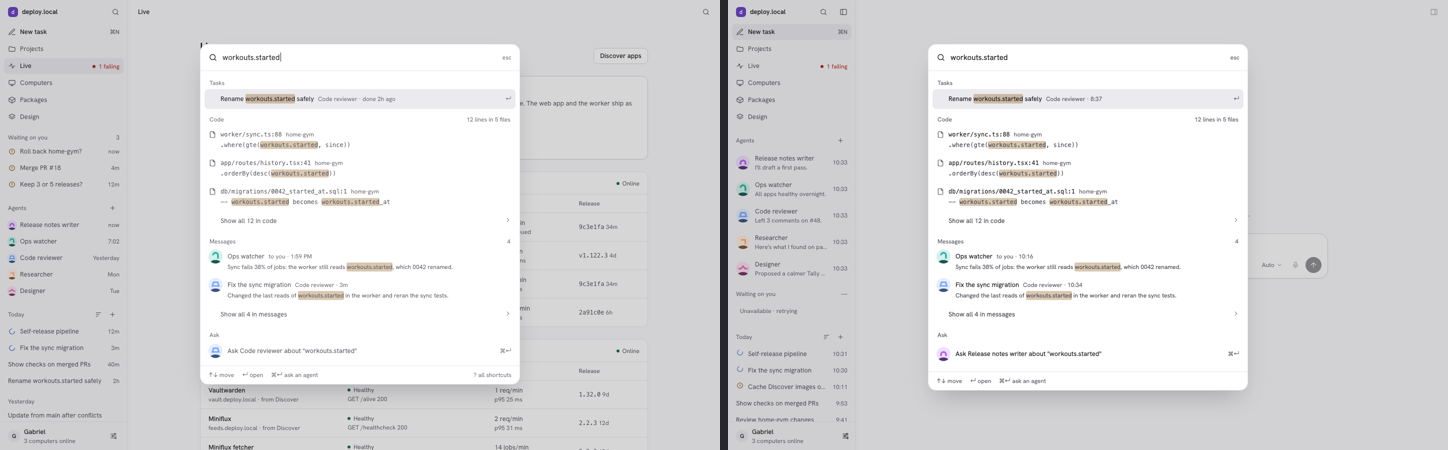 deploy.local
New task ⌘N
Projects
Live 1 failing
Computers
Packages
Design
Waiting on you 3
Roll back home-gym? now
Merge PR #18 4m
Keep 3 or 5 releases? 12m
Agents
Release notes writer now
Ops watcher 7:02
Code reviewer Yesterday
Researcher Mon
Designer Tue
Today
Self-release pipeline 12m
Fix the sync migration 3m
Show checks on merged PRs 40m
Rename workouts.started safely 2h
Yesterday
Update from main after conflicts
G Gabriel
3 computers online
Live
Discover apps
e. The web app and the worker ship as
Online
Release
9c3e1fa 34m
v1.122.3 4d
9c3e1fa 34m
2a91c0e 6h
Online
Release
workouts.started esc
Tasks
Rename workouts.started safely Code reviewer · done 2h ago
Code 12 lines in 5 files
worker/sync.ts:88 home-gym
.where(gte(workouts.started, since))
app/routes/history.tsx:41 home-gym
.orderBy(desc(workouts.started))
db/migrations/0042_started_at.sql:1 home-gym
-- workouts.started becomes workouts.started_at
Show all 12 in code
Messages 4
Ops watcher to you · 1:59 PM
Sync fails 38% of jobs: the worker still reads workouts.started, which 0042 renamed.
Fix the sync migration Code reviewer · 3m
Changed the last reads of workouts.started in the worker and reran the sync tests.
Show all 4 in messages
Ask
Ask Code reviewer about "workouts.started" ⌘↵
↑↓ move ↵ open ⌘↵ ask an agent ? all shortcuts
Vaultwarden Healthy 1 req/min 1.32.0 9d
vault.deploy.local · from Discover GET /alive 200 p95 25 ms
Miniflux Healthy 2 req/min 2.2.3 12d
feeds.deploy.local · from Discover GET /healthcheck 200 p95 31 ms
Miniflux fetcher Healthy 14 jobs/min
deploy.local
New task ⌘N
Projects
Live 1 failing
Computers
Packages
Design
Agents
Release notes writer 10:33
I'll draft a first pass.
Ops watcher 10:33
All apps healthy overnight.
Code reviewer 10:33
Left 3 comments on #48.
Researcher 10:33
Here's what I found on pa...
Designer 10:33
Proposed a calmer Tally ...
Waiting on you —
Unavailable · retrying
Today
Self-release pipeline 10:31
Fix the sync migration 10:30
Cache Discover images o... 10:11
Show checks on merged PRs 9:53
Review home-gym changes 9:41
G Gabriel
3 computers online
workouts.started esc
Tasks
Rename workouts.started safely Code reviewer · 8:37
Code 12 lines in 5 files
worker/sync.ts:88 home-gym
.where(gte(workouts.started, since))
app/routes/history.tsx:41 home-gym
.orderBy(desc(workouts.started))
db/migrations/0042_started_at.sql:1 home-gym
-- workouts.started becomes workouts.started_at
Show all 12 in code
Messages 4
Ops watcher to you · 10:16
Sync fails 38% of jobs: the worker still reads workouts.started, which 0042 renamed.
Fix the sync migration Code reviewer · 10:34
Changed the last reads of workouts.started in the worker and reran the sync tests.
Show all 4 in messages
Ask
Ask Release notes writer about "workouts.started" ⌘↵
↑↓ move ↵ open ⌘↵ ask an agent
Auto